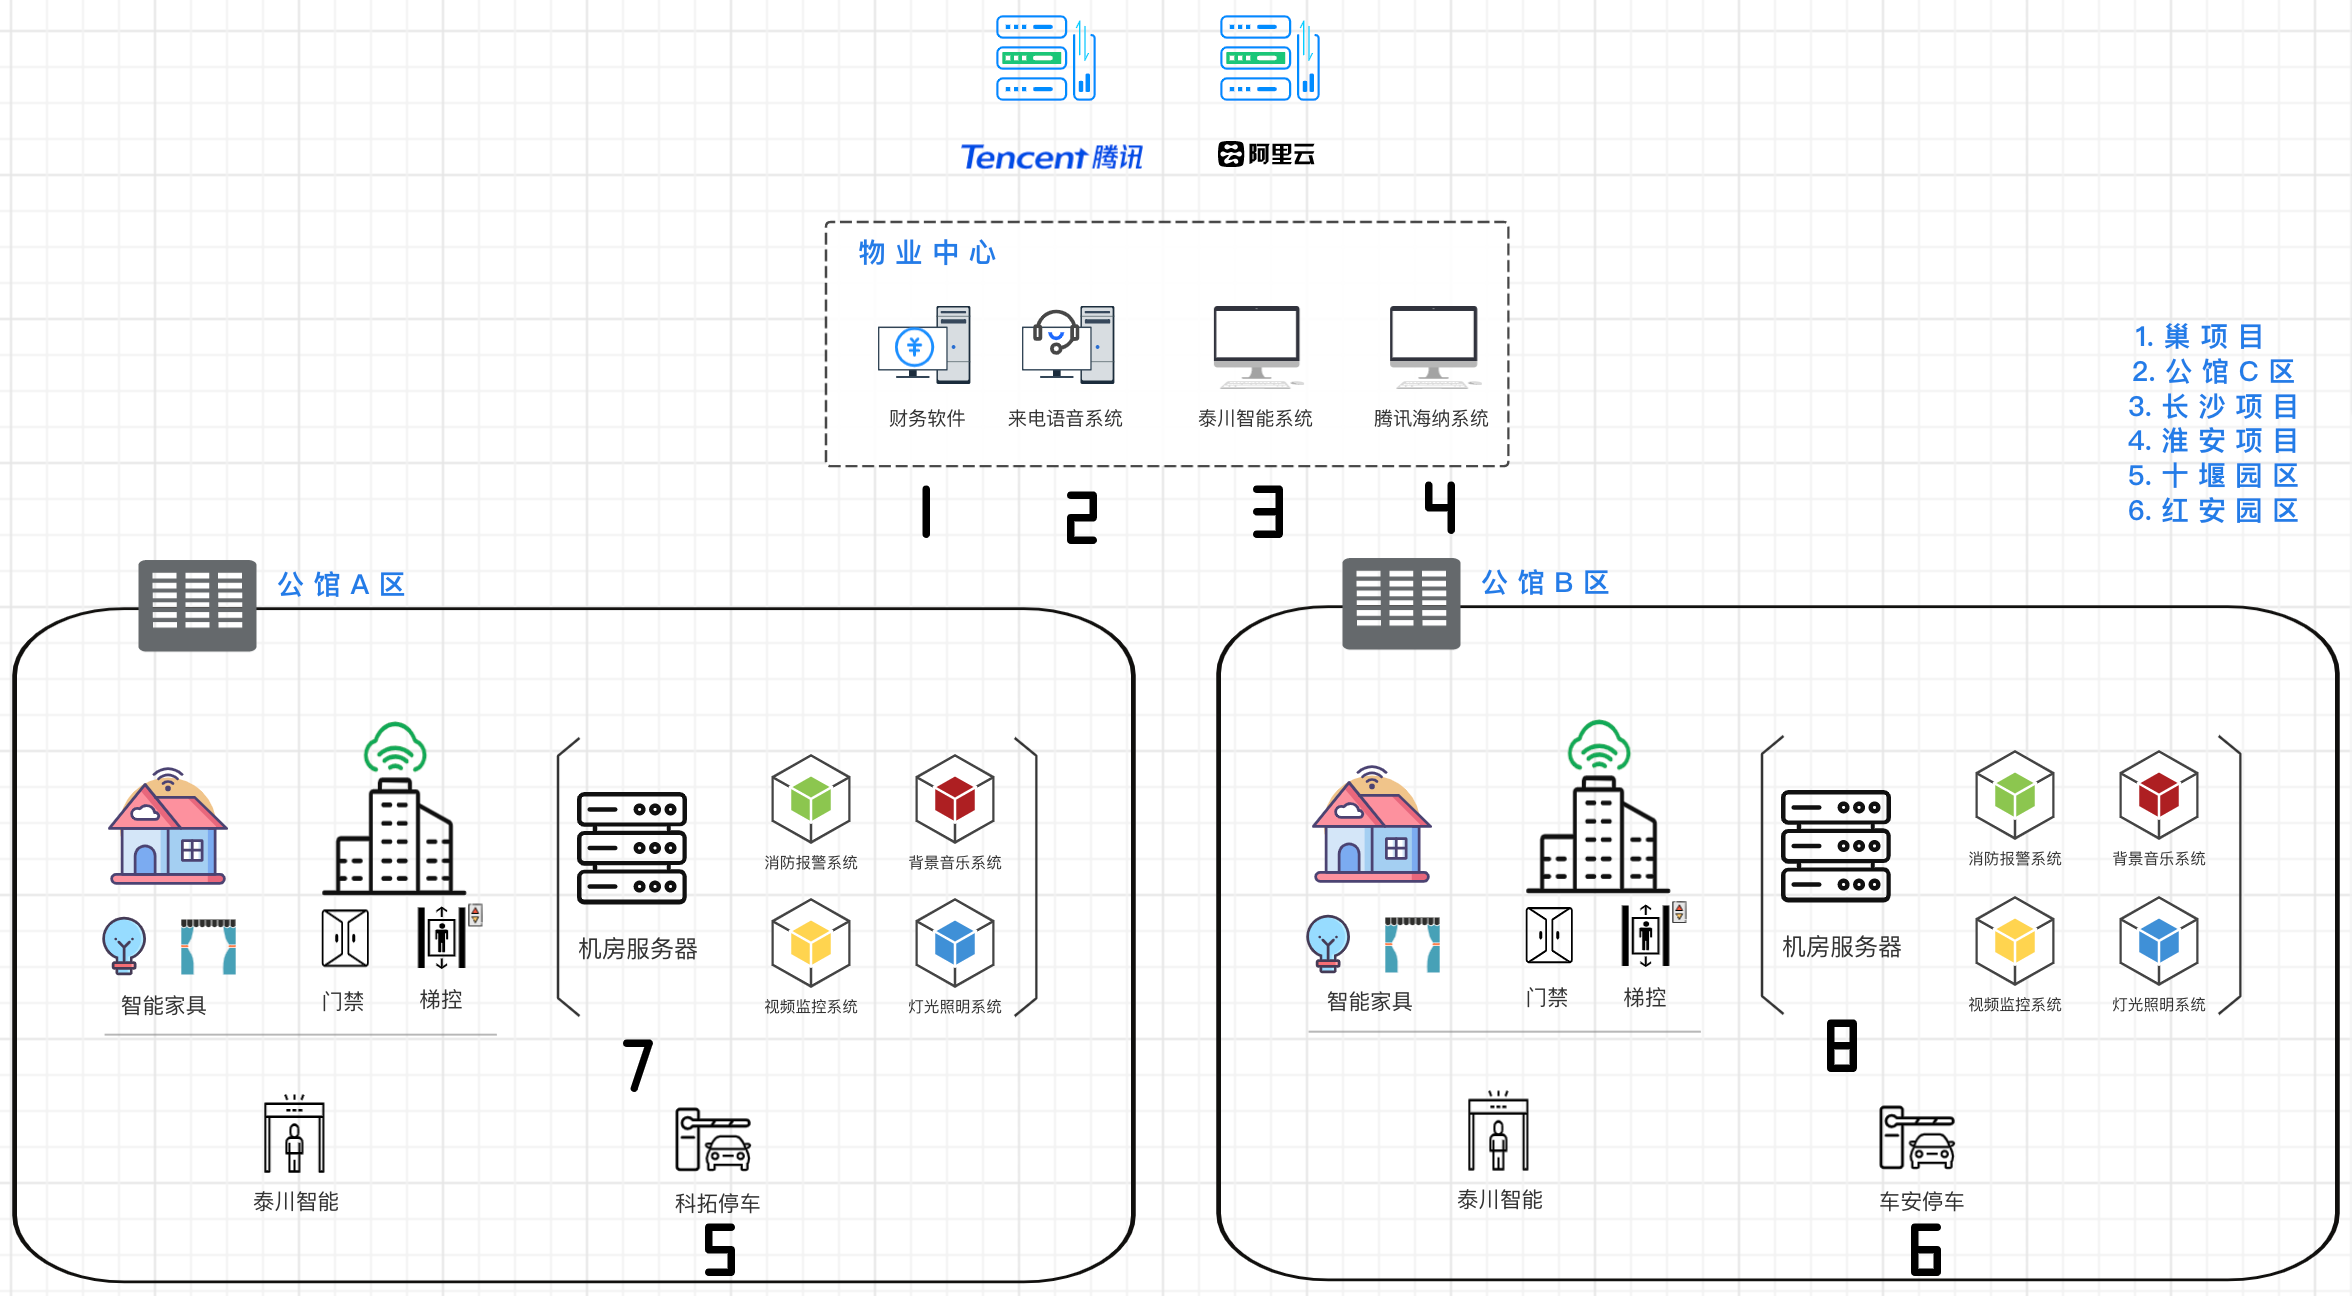 Tencent 腾讯
阿里云
物业中心
财务软件
来电语音系统
泰川智能系统
腾讯海纳系统
1
2
3
4
1. 巢项目
2. 公馆C区
3. 长沙项目
4. 淮安项目
5. 十堰园区
6. 红安园区
公馆A区
消防报警系统
背景音乐系统
机房服务器
视频监控系统
灯光照明系统
智能家具
门禁
梯控
7
泰川智能
科拓停车
5
公馆B区
消防报警系统
背景音乐系统
机房服务器
视频监控系统
灯光照明系统
智能家具
门禁
梯控
8
泰川智能
车安停车
6